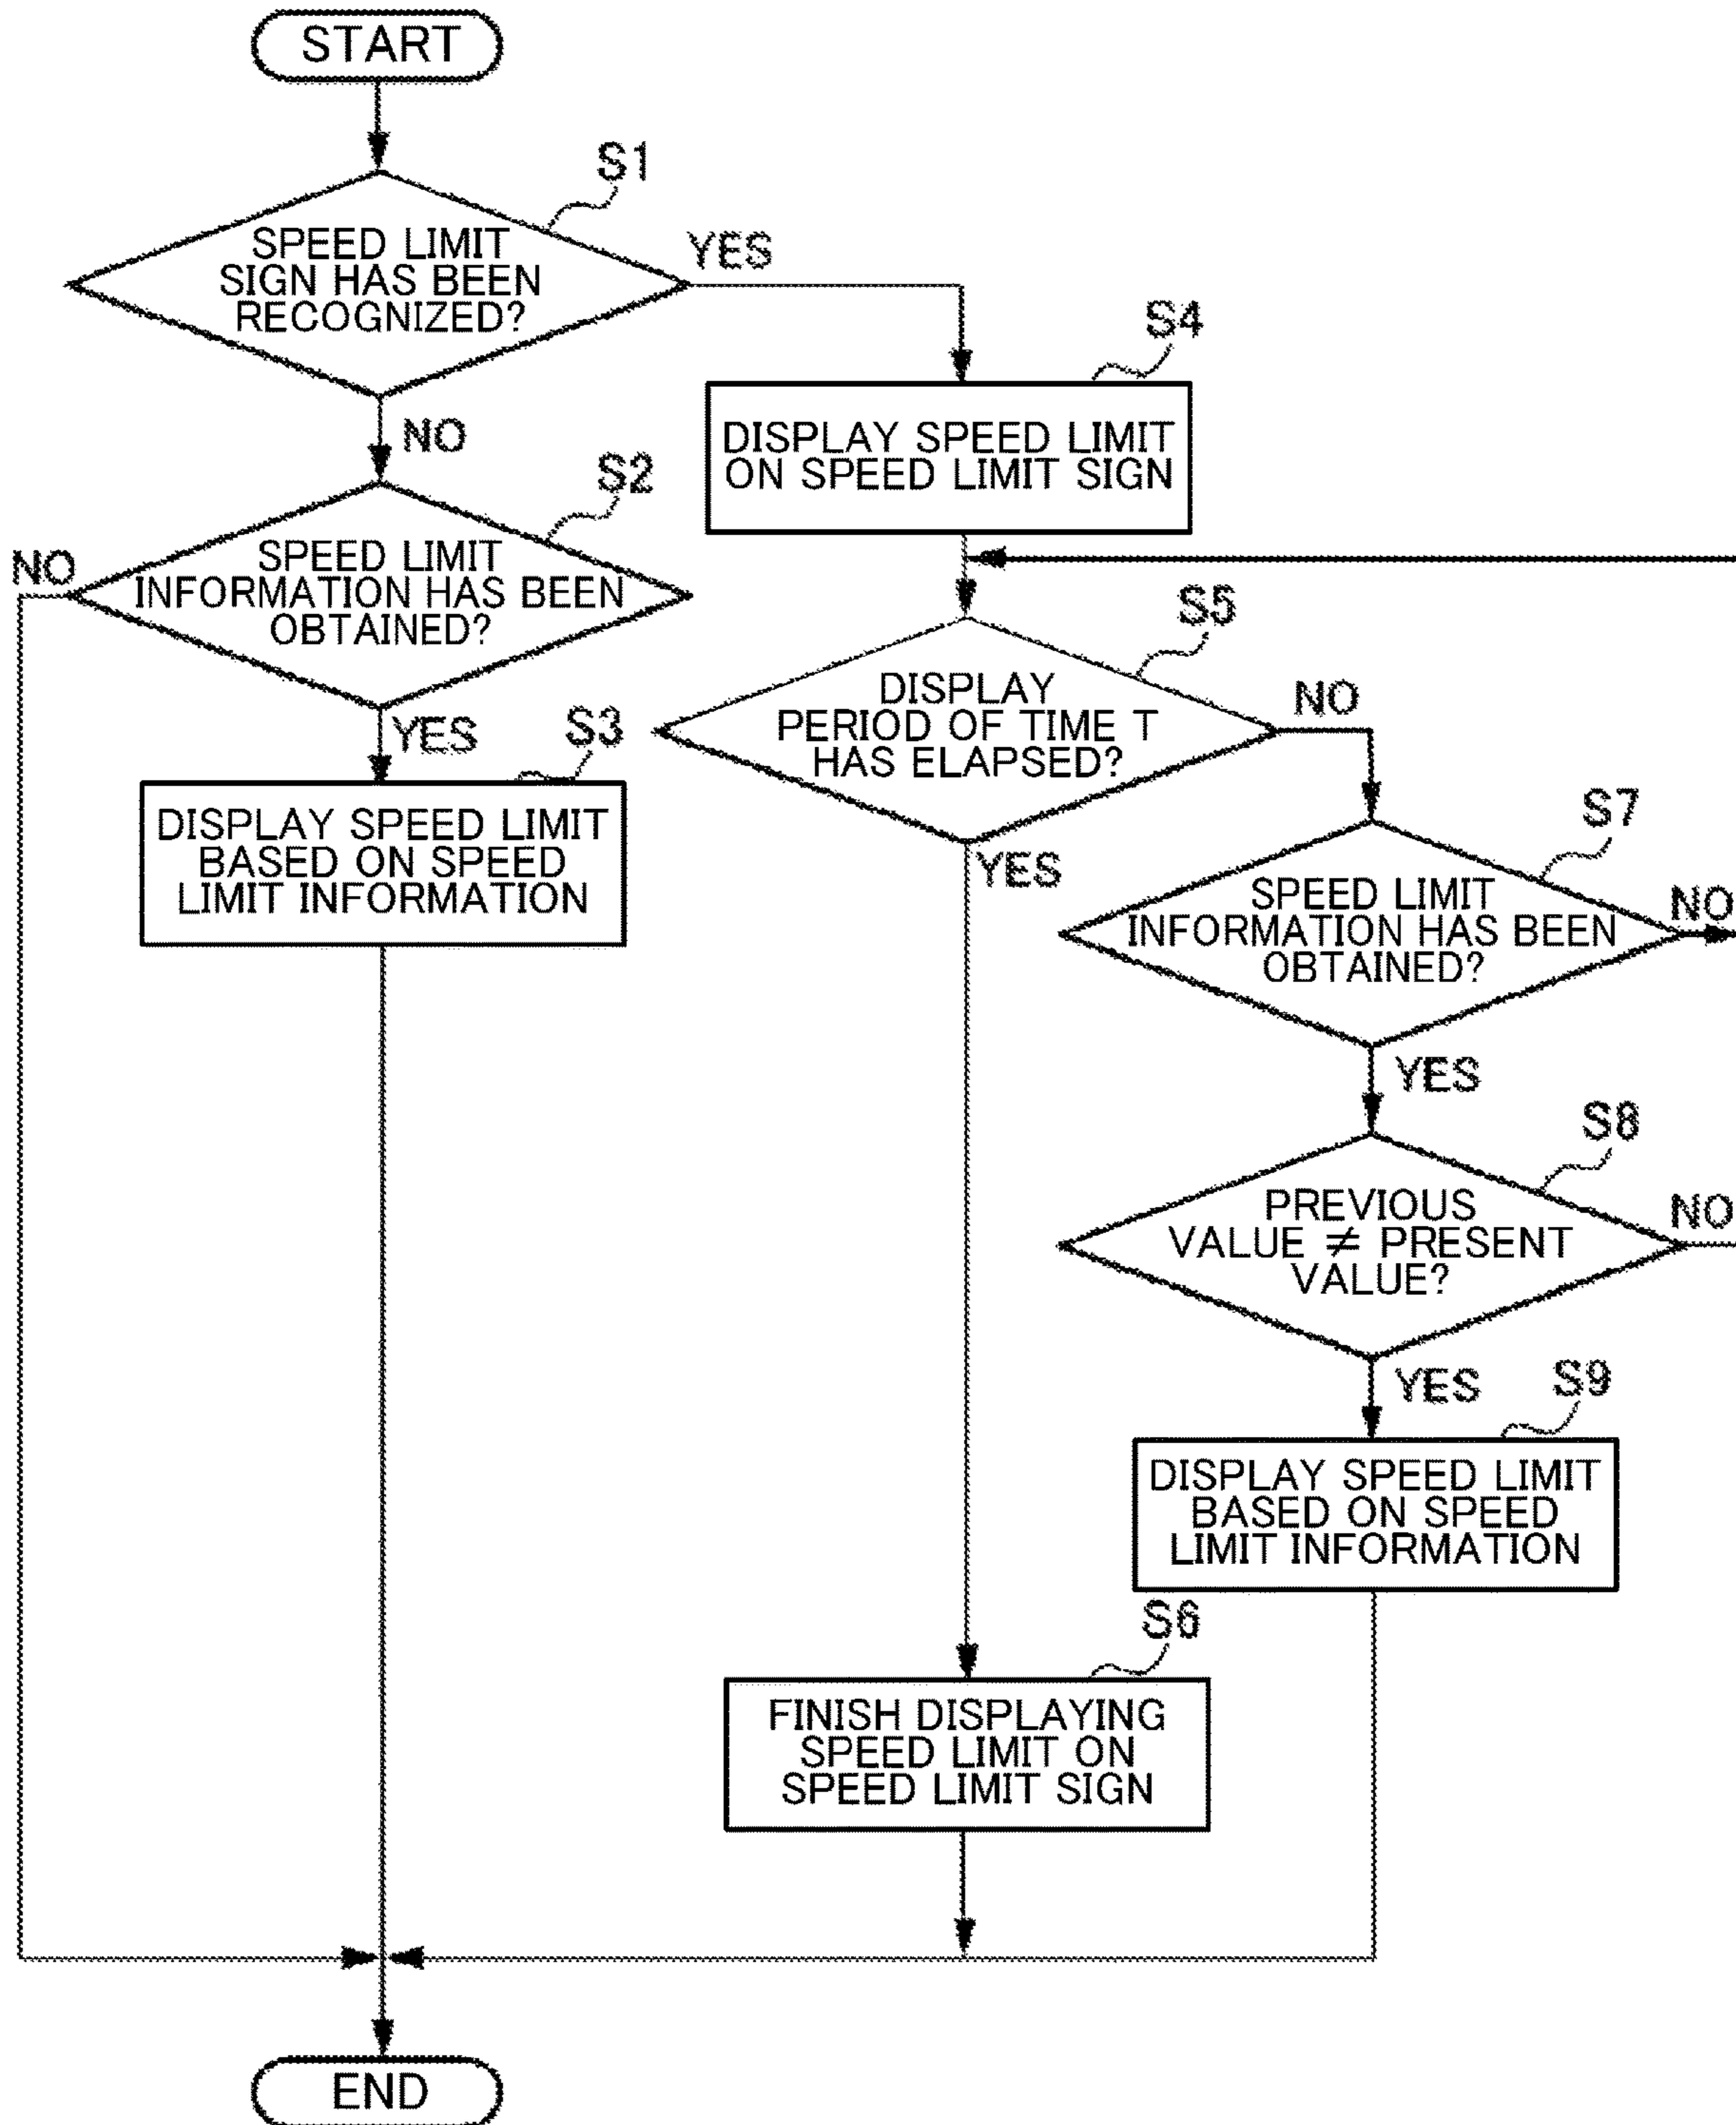 START
S1
SPEED LIMIT
SIGN HAS BEEN
RECOGNIZED?
YES
NO
S4
DISPLAY SPEED LIMIT
ON SPEED LIMIT SIGN
S2
SPEED LIMIT
INFORMATION HAS BEEN
OBTAINED?
NO
YES
S3
DISPLAY SPEED LIMIT
BASED ON SPEED
LIMIT INFORMATION
S5
DISPLAY
PERIOD OF TIME T
HAS ELAPSED?
NO
YES
S7
SPEED LIMIT
INFORMATION HAS BEEN
OBTAINED?
NO
YES
S8
PREVIOUS
VALUE ≠ PRESENT
VALUE?
NO
YES
S9
DISPLAY SPEED LIMIT
BASED ON SPEED
LIMIT INFORMATION
S6
FINISH DISPLAYING
SPEED LIMIT ON
SPEED LIMIT SIGN
END